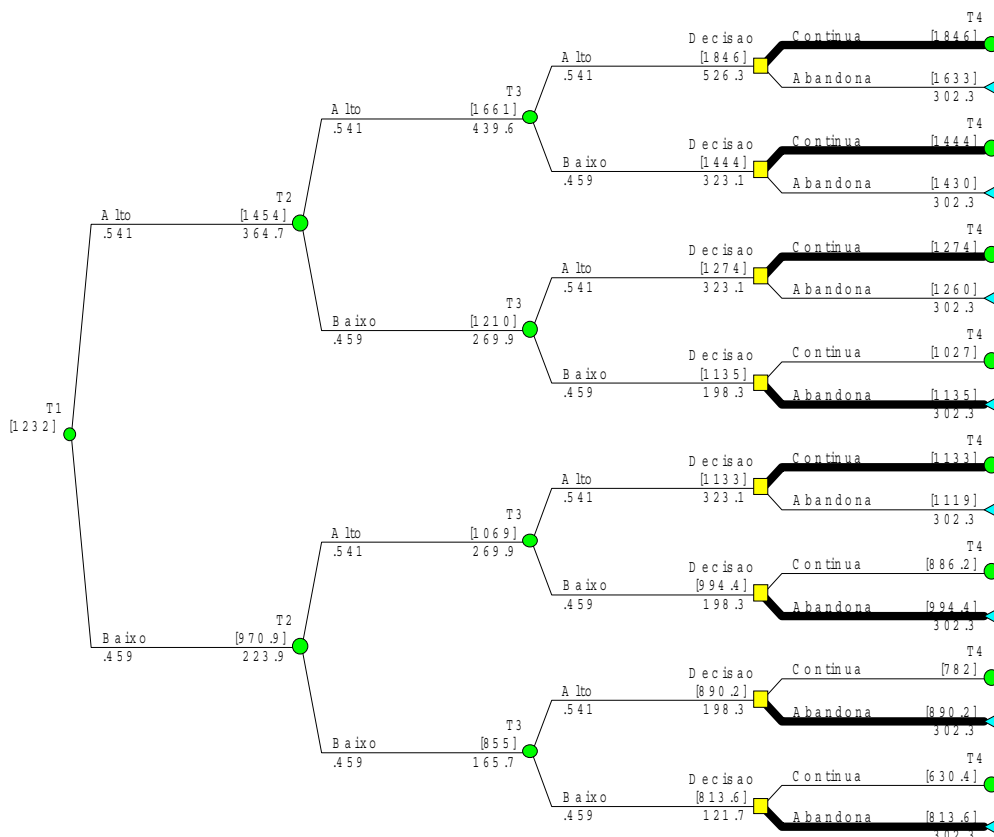 T4
Decisao
Continua
[1846]
Alto
[1846]
.541
526.3
Abandona
[1633]
302.3
T3
Alto
[1661]
.541
439.6
T4
Decisao
Continua
[1444]
Baixo
[1444]
.459
323.1
Abandona
[1430]
302.3
T2
Alto
[1454]
.541
364.7
T4
Decisao
Continua
[1274]
Alto
[1274]
.541
323.1
Abandona
[1260]
302.3
T3
Baixo
[1210]
.459
269.9
T4
Decisao
Continua
[1027]
Baixo
[1135]
.459
198.3
Abandona
[1135]
302.3
T1
[1232]
T4
Decisao
Continua
[1133]
Alto
[1133]
.541
323.1
Abandona
[1119]
302.3
T3
Alto
[1069]
.541
269.9
T4
Decisao
Continua
[886.2]
Baixo
[994.4]
.459
198.3
Abandona
[994.4]
302.3
T2
Baixo
[970.9]
.459
223.9
T4
Decisao
Continua
[782]
Alto
[890.2]
.541
198.3
Abandona
[890.2]
302.3
T3
Baixo
[855]
.459
165.7
T4
Decisao
Continua
[630.4]
Baixo
[813.6]
.459
121.7
Abandona
[813.6]
302.3